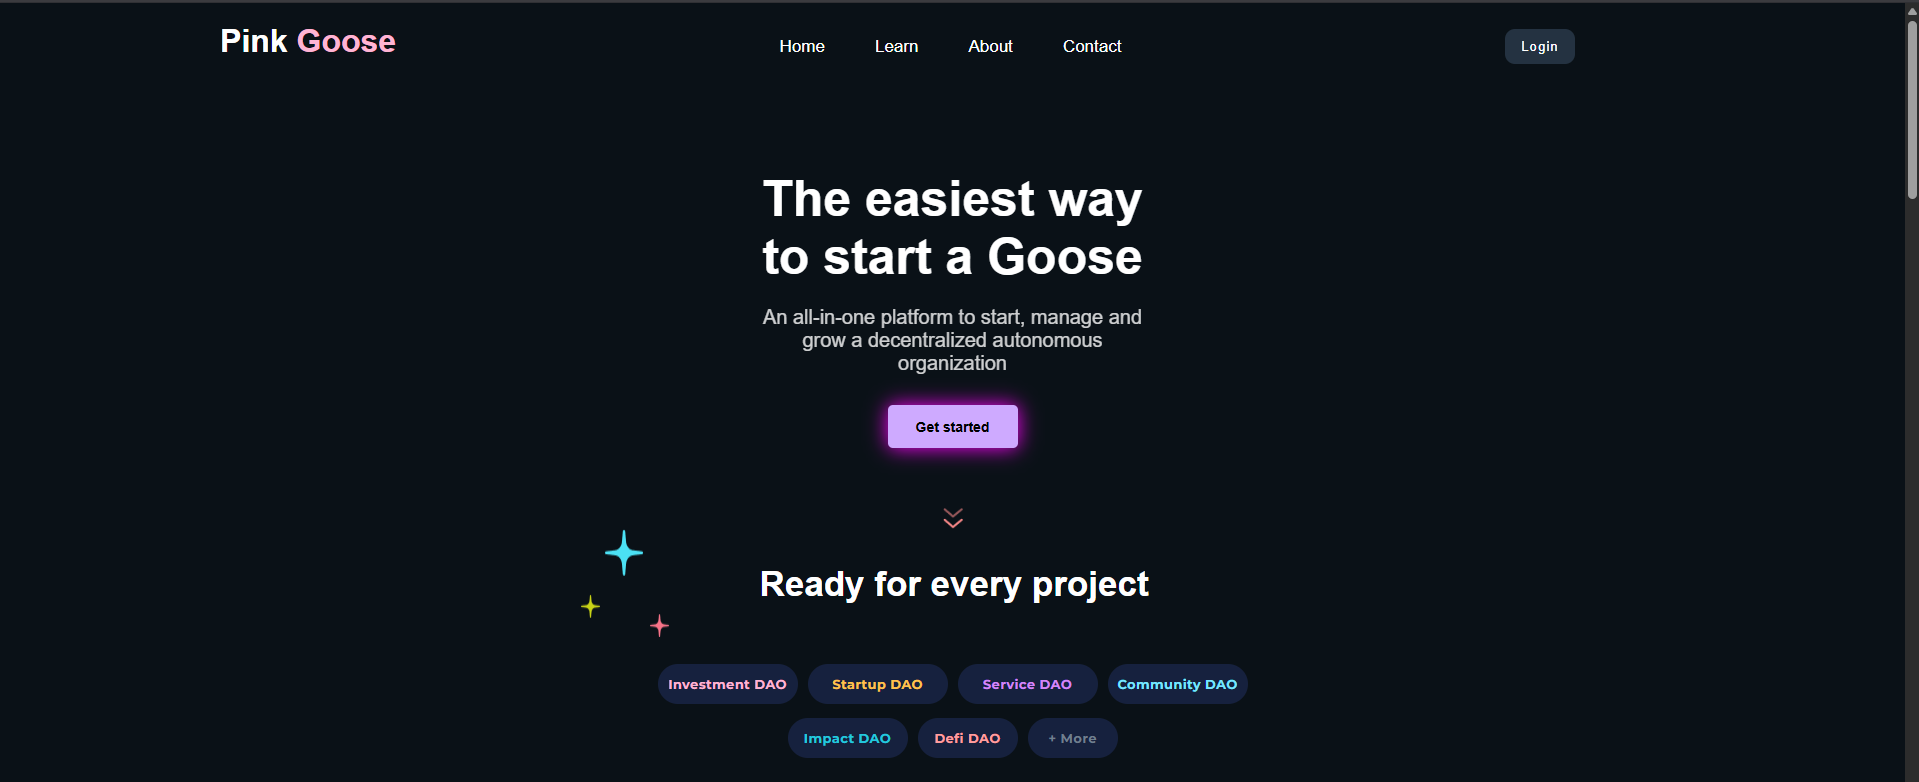 Pink Goose
Home Learn About Contact
Login
The easiest way
to start a Goose
An all-in-one platform to start, manage and
grow a decentralized autonomous
organization
Get started
Ready for every project
Investment DAO Startup DAO Service DAO Community DAO
Impact DAO Defi DAO + More